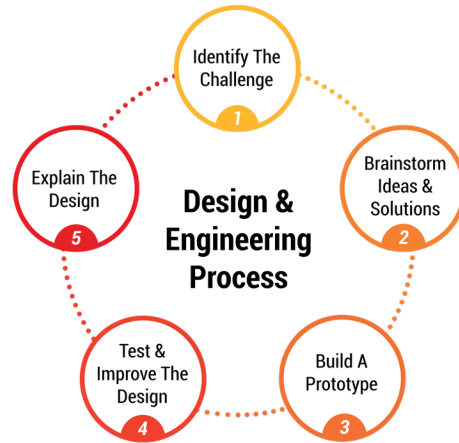 Identify The
Challenge
1
Brainstorm
Ideas &
Solutions
2
Build A
Prototype
3
Test &
Improve The
Design
4
Explain The
Design
5
Design &
Engineering
Process